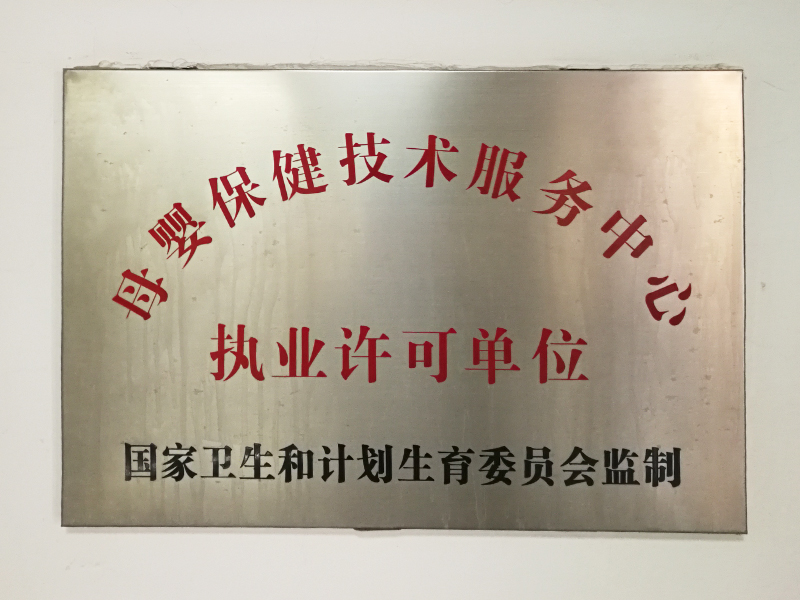 母婴保健技术服务中心
执业许可单位
国家卫生和计划生育委员会监制